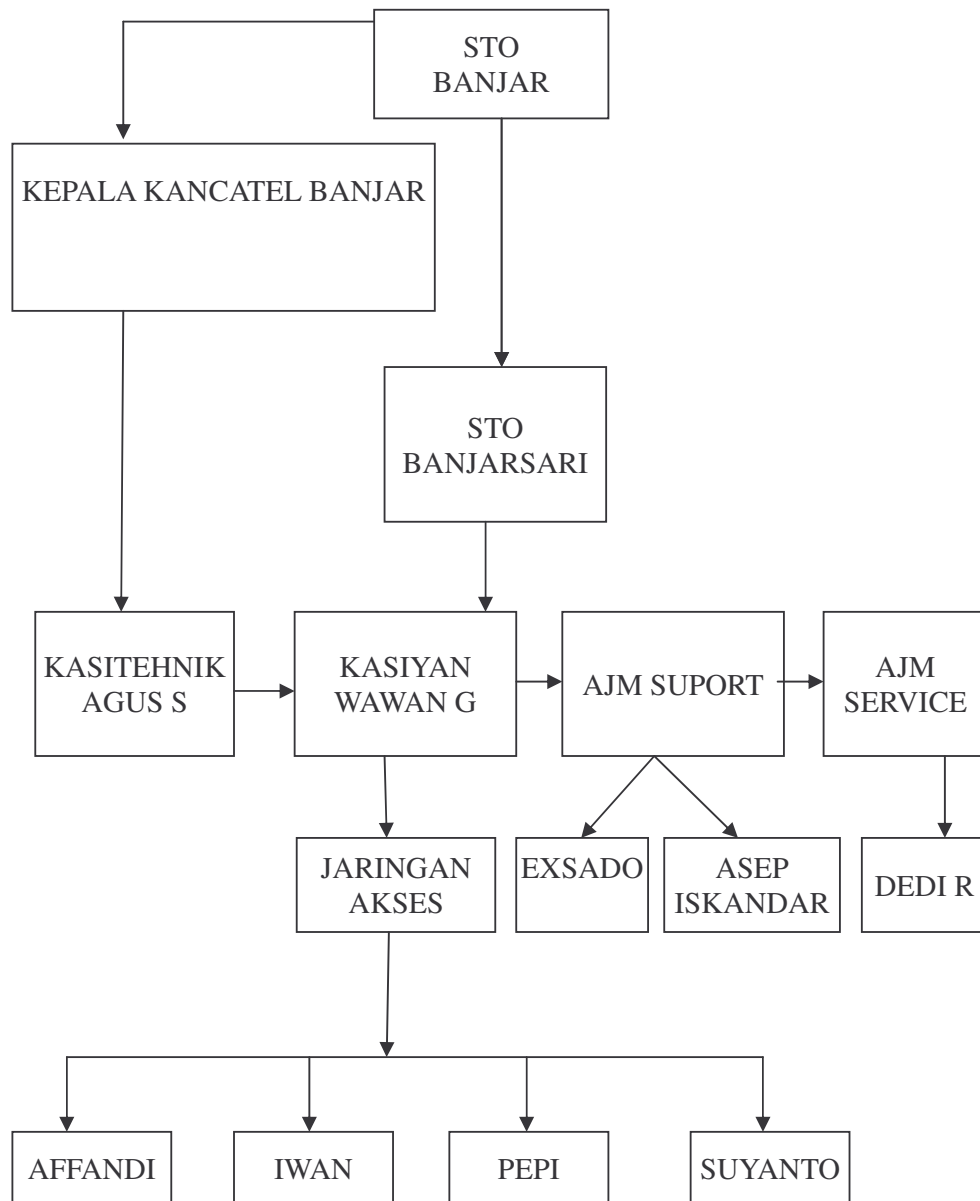 STO
BANJAR
KEPALA KANCATEL BANJAR
STO
BANJARSARI
KASITEHNIK
AGUS S
KASIYAN
WAWAN G
AJM SUPORT
AJM
SERVICE
JARINGAN
AKSES
EXSADO
ASEP
ISKANDAR
DEDI R
AFFANDI
IWAN
PEPI
SUYANTO